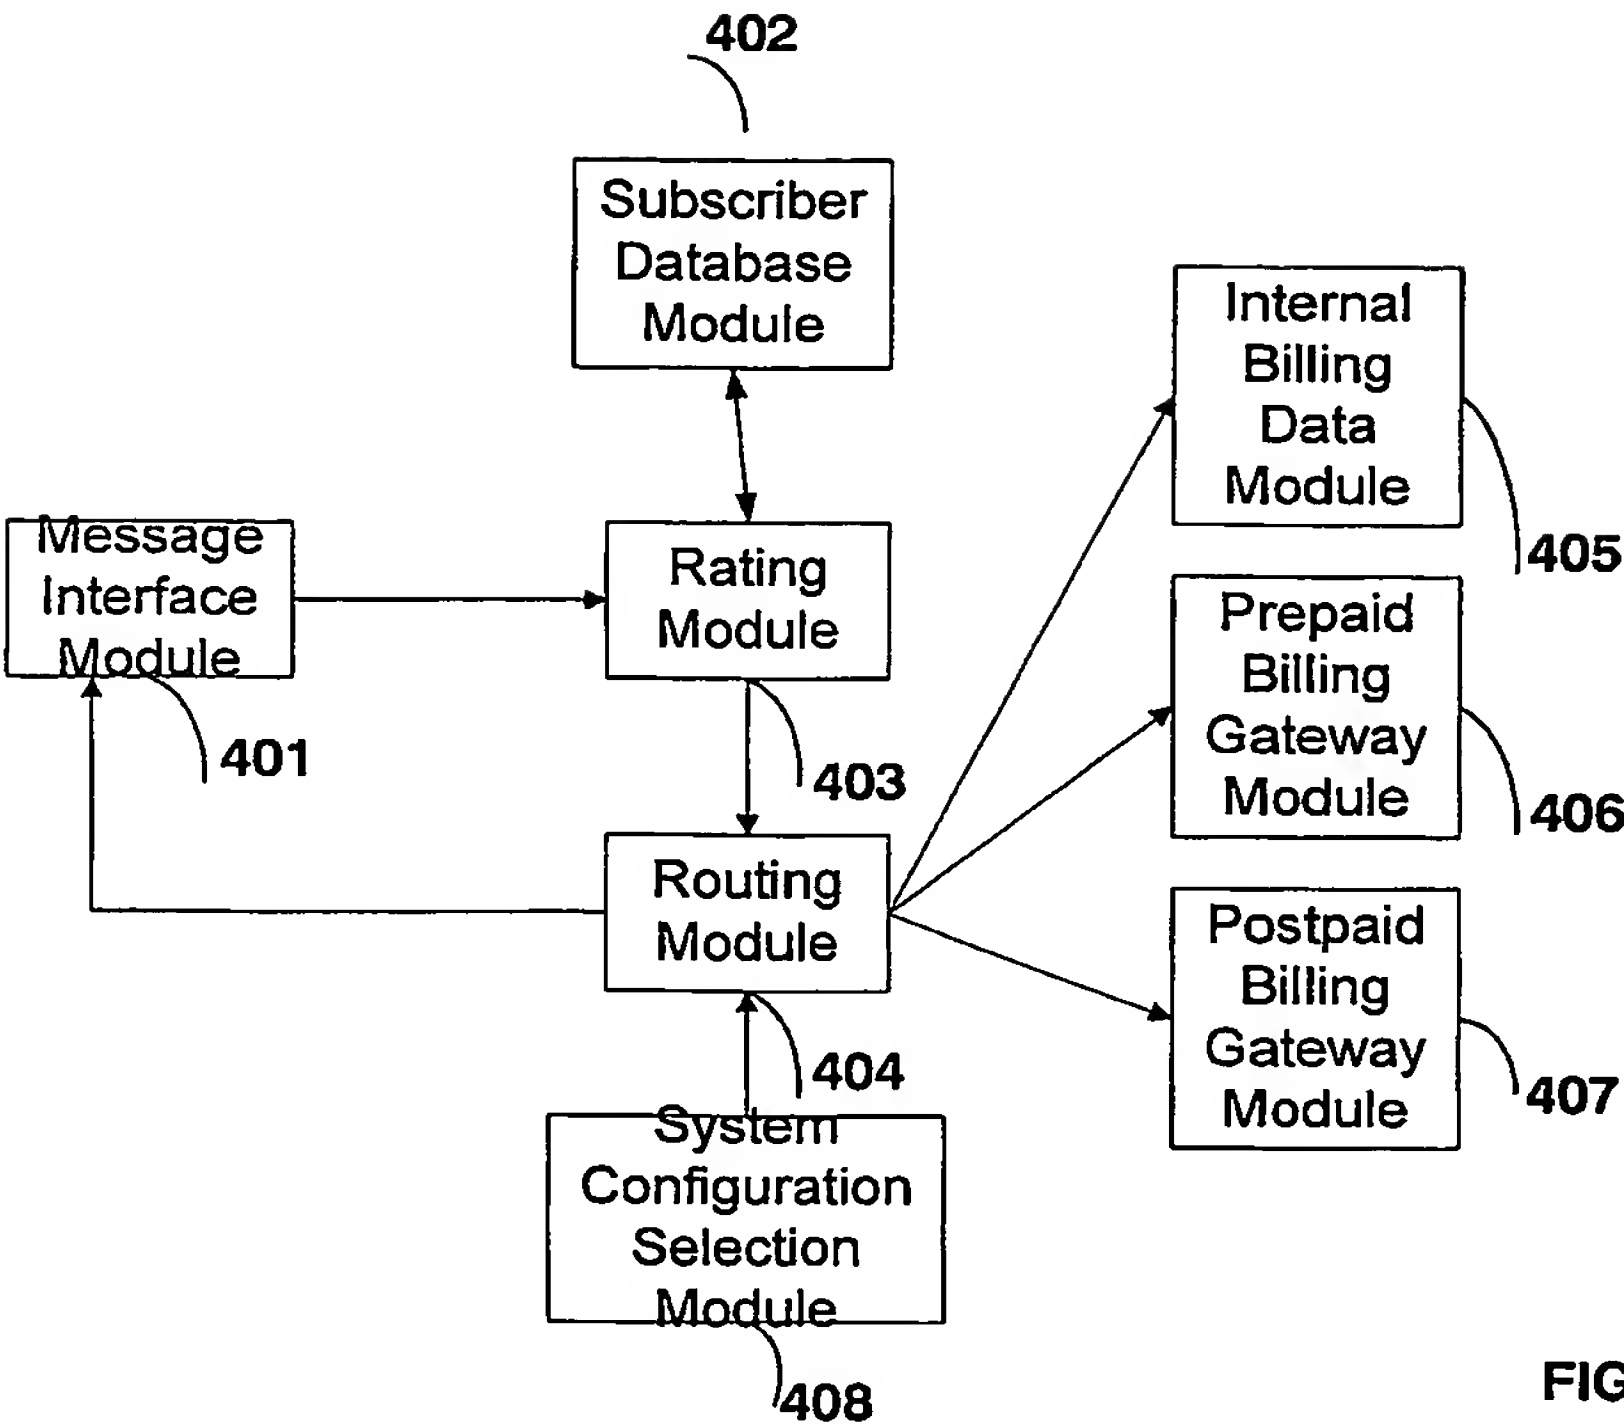 402
Subscriber
Database
Module
Internal
Billing
Data
Module
405
Message
Interface
Module
401
Rating
Module
403
Prepaid
Billing
Gateway
Module
406
Routing
Module
404
Postpaid
Billing
Gateway
Module
407
System
Configuration
Selection
Module
408
FIG